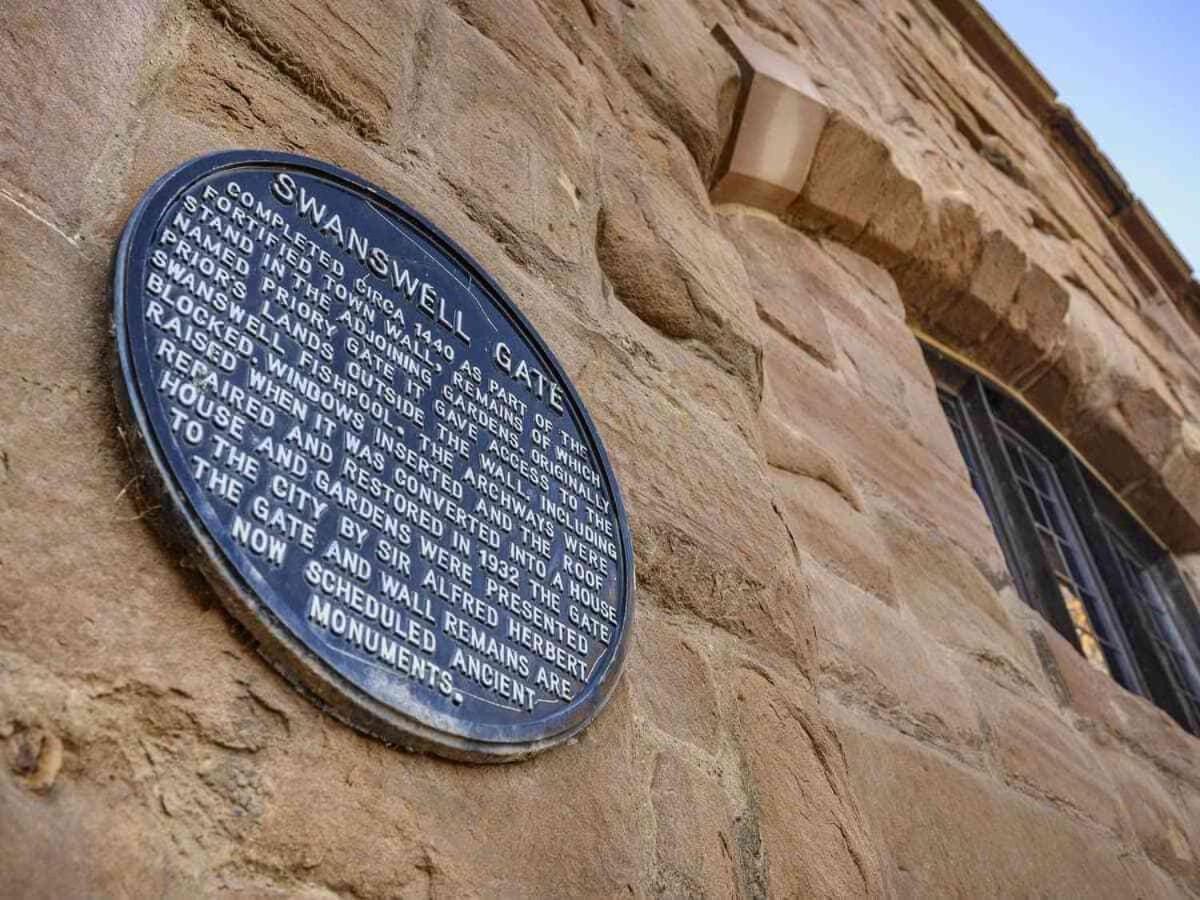 SWANSWELL GATE
COMPLETED CIRCA 1440 AS PART OF THE
FORTIFIED TOWN WALL, REMAINS OF WHICH
STAND IN THE ADJOINING GARDENS. ORIGINALLY
NAMED PRIORY GATE IT GAVE ACCESS TO THE
PRIOR'S LANDS OUTSIDE THE WALL, INCLUDING
SWANSWELL FISHPOOL. THE ARCHWAYS WERE
BLOCKED, WINDOWS INSERTED AND THE ROOF
RAISED WHEN IT WAS CONVERTED INTO A HOUSE
REPAIRED AND RESTORED IN 1932 THE GATE
HOUSE AND GARDENS WERE PRESENTED
TO THE CITY BY SIR ALFRED HERBERT.
THE GATE AND WALL REMAINS ARE
NOW SCHEDULED ANCIENT
MONUMENTS.